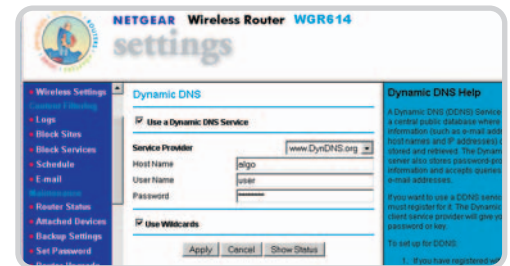 NETGEAR Wireless Router WGR614
settings
Wireless Settings
Content Filtering
Logs
Block Sites
Block Services
Schedule
E-mail
Maintenance
Router Status
Attached Devices
Backup Settings
Set Password
Router Upgrade
Dynamic DNS
Use a Dynamic DNS Service
Service Provider www.DynDNS.org
Host Name elgo
User Name user
Password ********
Use Wildcards
Apply Cancel Show Status
Dynamic DNS Help
A Dynamic DNS (DDNS) Service
a central public database where
information (such as e-mail add
host names and IP addresses) c
stored and retrieved. The Dynam
server also stores password-pro
information and accepts queries
e-mail addresses.
If you want to use a DDNS servic
must register for it. The Dynamic
client service provider will give yo
password or key.
To set up for DDNS:
1. If you have registered wit